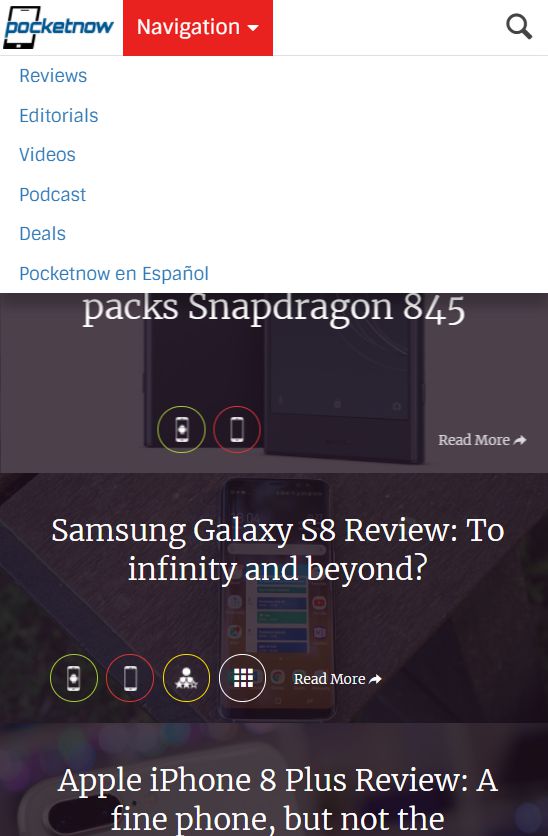 pocketnow
Navigation
Reviews
Editorials
Videos
Podcast
Deals
Pocketnow en Español
packs Snapdragon 845
Read More
Samsung Galaxy S8 Review: To
infinity and beyond?
Read More
Apple iPhone 8 Plus Review: A
fine phone, but not the